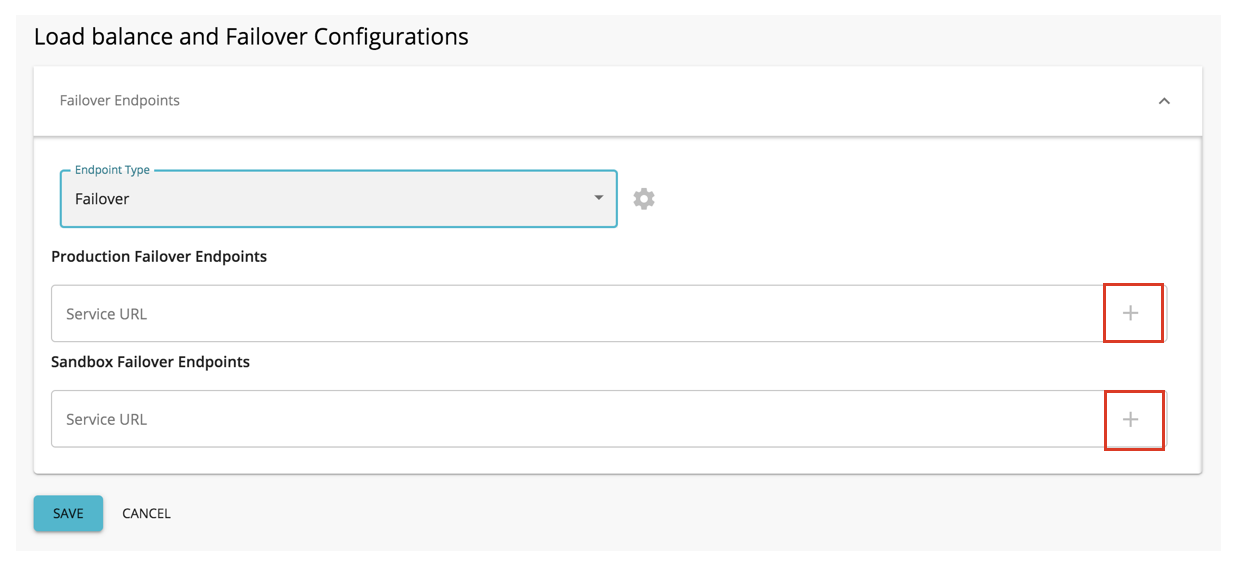 Load balance and Failover Configurations
Failover Endpoints
Endpoint Type
Failover
Production Failover Endpoints
Service URL
Sandbox Failover Endpoints
Service URL
SAVE CANCEL